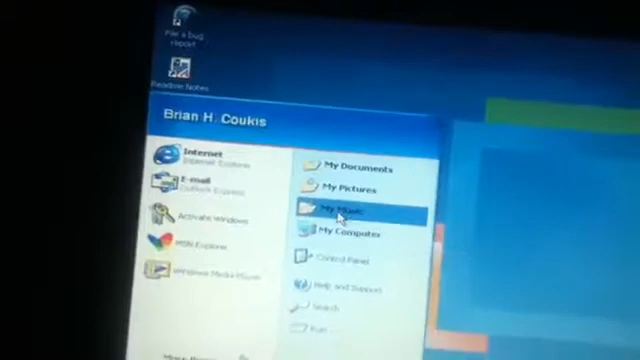 File a bug
report
Readme Notes
Brian H. Coukis
Internet
Internet Explorer
E-mail
Outlook Express
Activate Windows
MSN Explorer
Windows Media Player
My Documents
My Pictures
My Music
My Computer
Control Panel
Help and Support
Search
Run